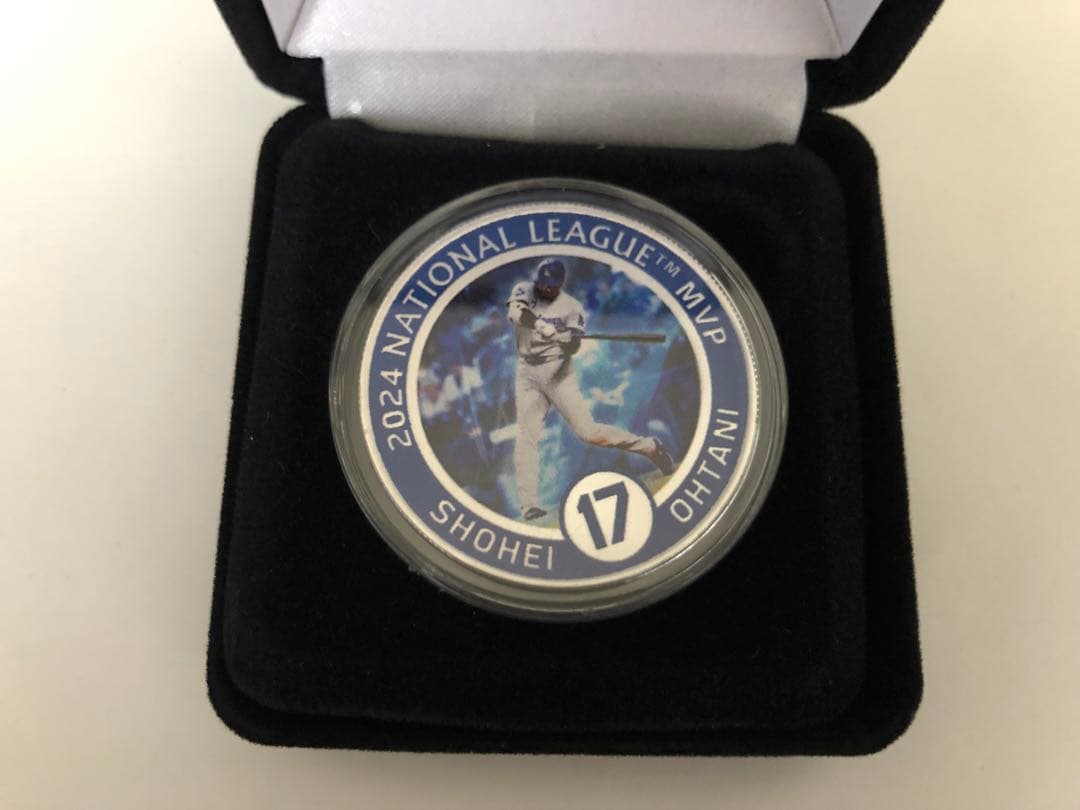 2024 NATIONAL LEAGUE™ MVP
SHOHEI
17
OHTANI